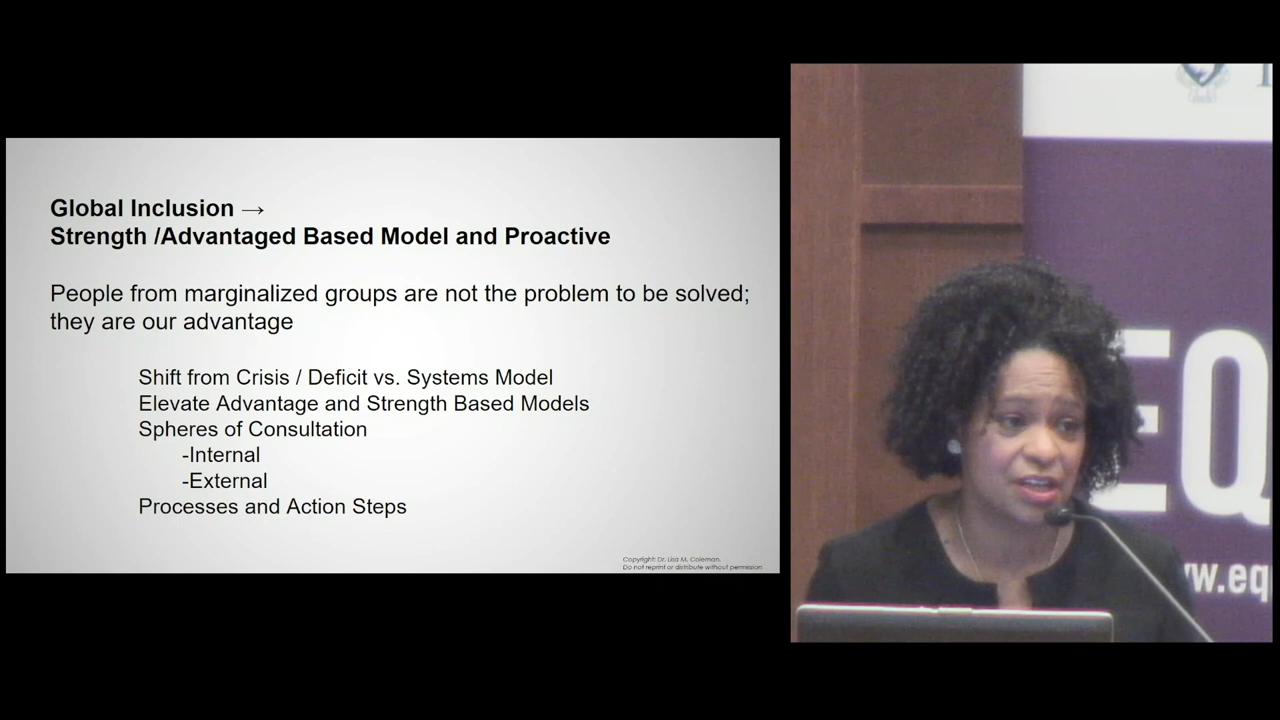 Global Inclusion →
Strength /Advantaged Based Model and Proactive
People from marginalized groups are not the problem to be solved;
they are our advantage
Shift from Crisis / Deficit vs. Systems Model
Elevate Advantage and Strength Based Models
Spheres of Consultation
-Internal
-External
Processes and Action Steps
Copyright: Dr. Lisa M. Coleman.
Do not reprint or distribute without permission
EQ
w.eq